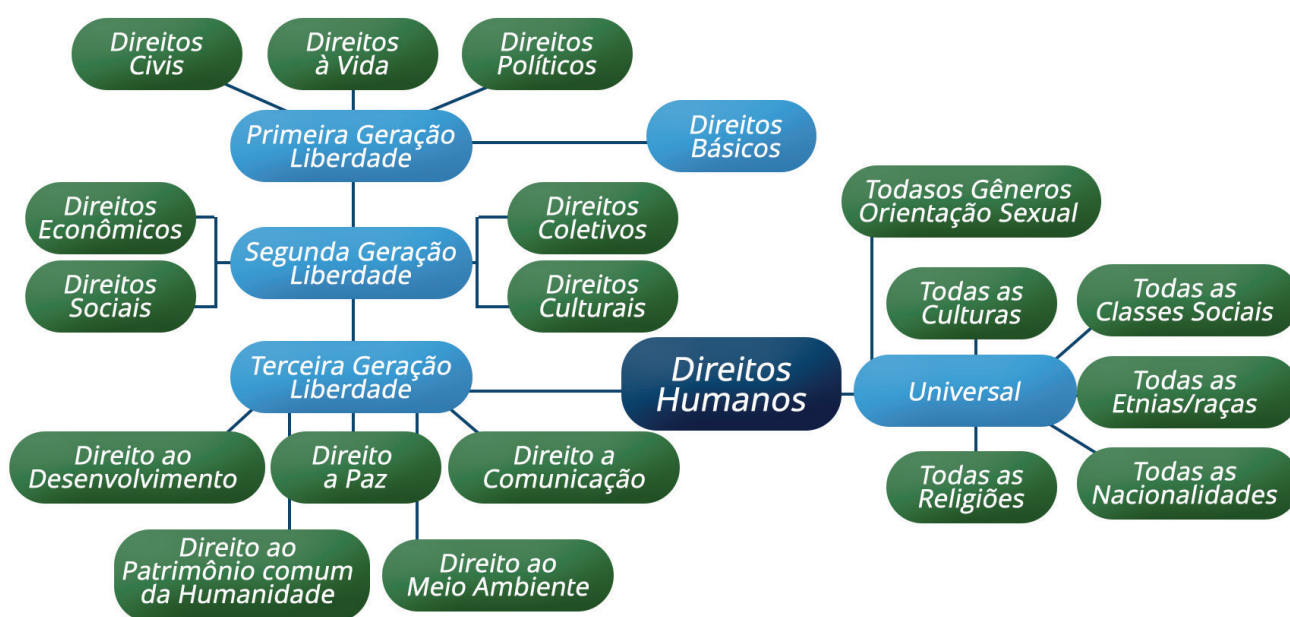 Direitos
Civis
Direitos
à Vida
Direitos
Políticos
Primeira Geração
Liberdade
Direitos
Básicos
Direitos
Econômicos
Direitos
Sociais
Segunda Geração
Liberdade
Direitos
Coletivos
Direitos
Culturais
Terceira Geração
Liberdade
Direito ao
Desenvolvimento
Direito
a Paz
Direito a
Comunicação
Direito ao
Patrimônio comum
da Humanidade
Direito ao
Meio Ambiente
Direitos
Humanos
Todasos Gêneros
Orientação Sexual
Todas as
Culturas
Todas as
Classes Sociais
Universal
Todas as
Etnias/raças
Todas as
Religiões
Todas as
Nacionalidades